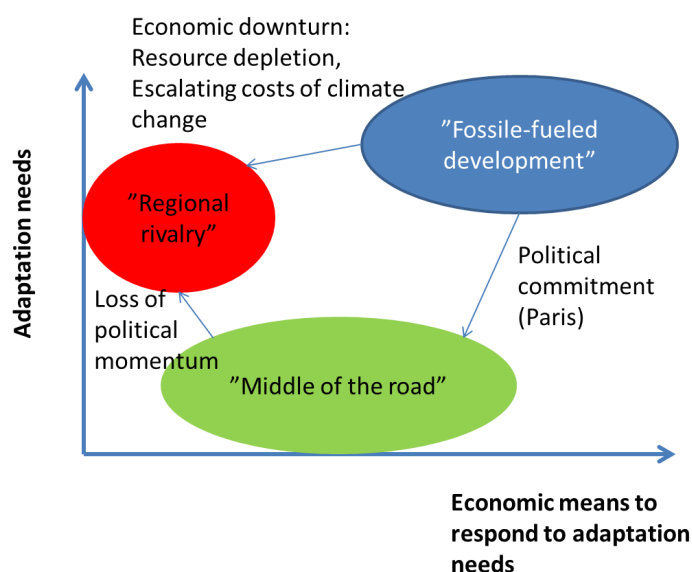 Economic downturn:
Resource depletion,
Escalating costs of climate
change
Adaptation needs
”Fossile-fueled
development”
”Regional
rivalry”
Political
commitment
(Paris)
Loss of
political
momentum
”Middle of the road”
Economic means to
respond to adaptation
needs